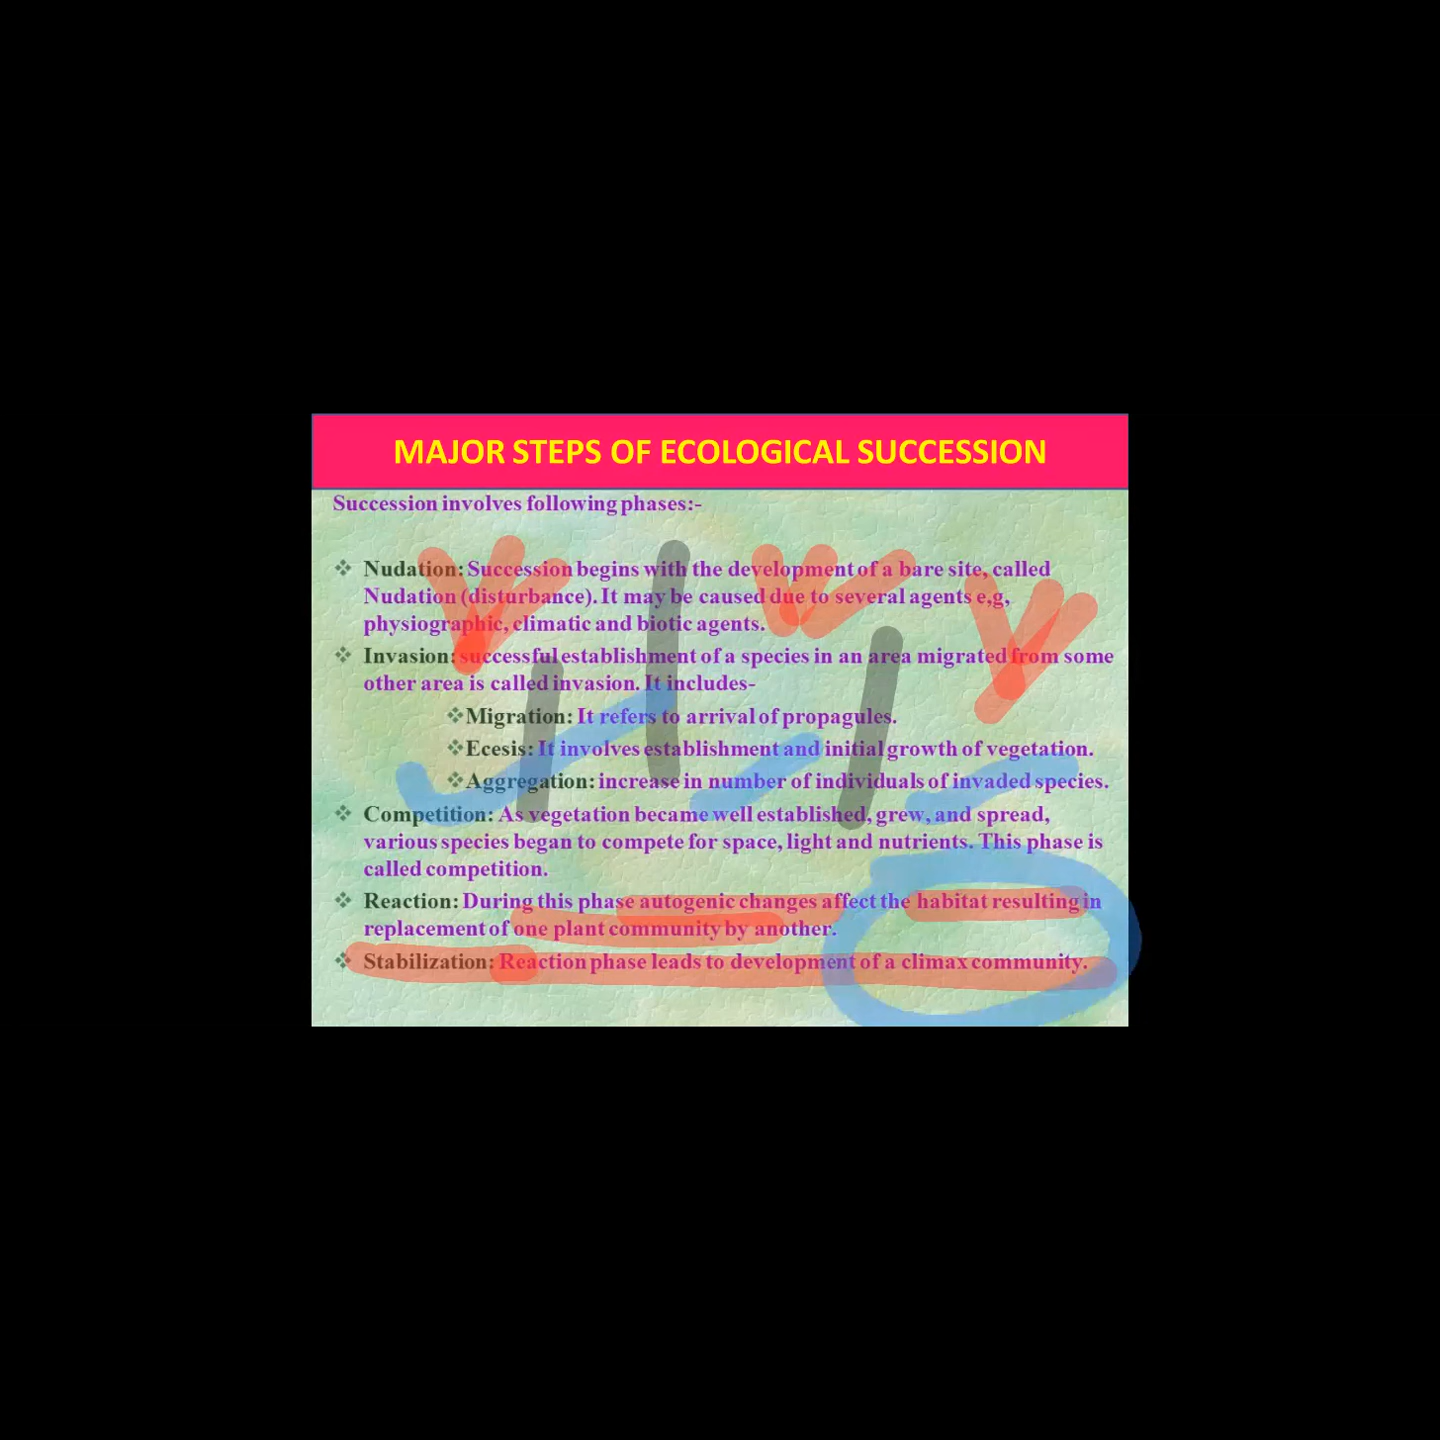 MAJOR STEPS OF ECOLOGICAL SUCCESSION
Succession involves following phases:-
❖ Nudation: Succession begins with the development of a bare site, called
Nudation (disturbance). It may be caused due to several agents e,g,
physiographic, climatic and biotic agents.
❖ Invasion: successful establishment of a species in an area migrated from some
other area is called invasion. It includes-
❖Migration: It refers to arrival of propagules.
❖Ecesis: It involves establishment and initial growth of vegetation.
❖Aggregation: increase in number of individuals of invaded species.
❖ Competition: As vegetation became well established, grew, and spread,
various species began to compete for space, light and nutrients. This phase is
called competition.
❖ Reaction: During this phase autogenic changes affect the habitat resulting in
replacement of one plant community by another.
❖ Stabilization: Reaction phase leads to development of a climax community.